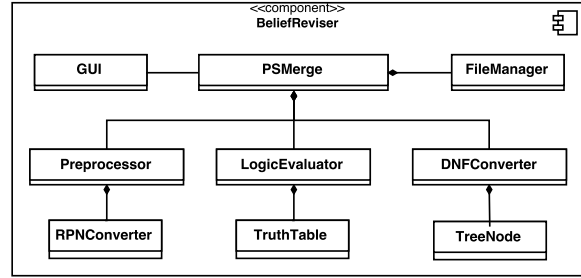 <<component>>
BeliefReviser
GUI
PSMerge
FileManager
Preprocessor
LogicEvaluator
DNFConverter
RPNConverter
TruthTable
TreeNode